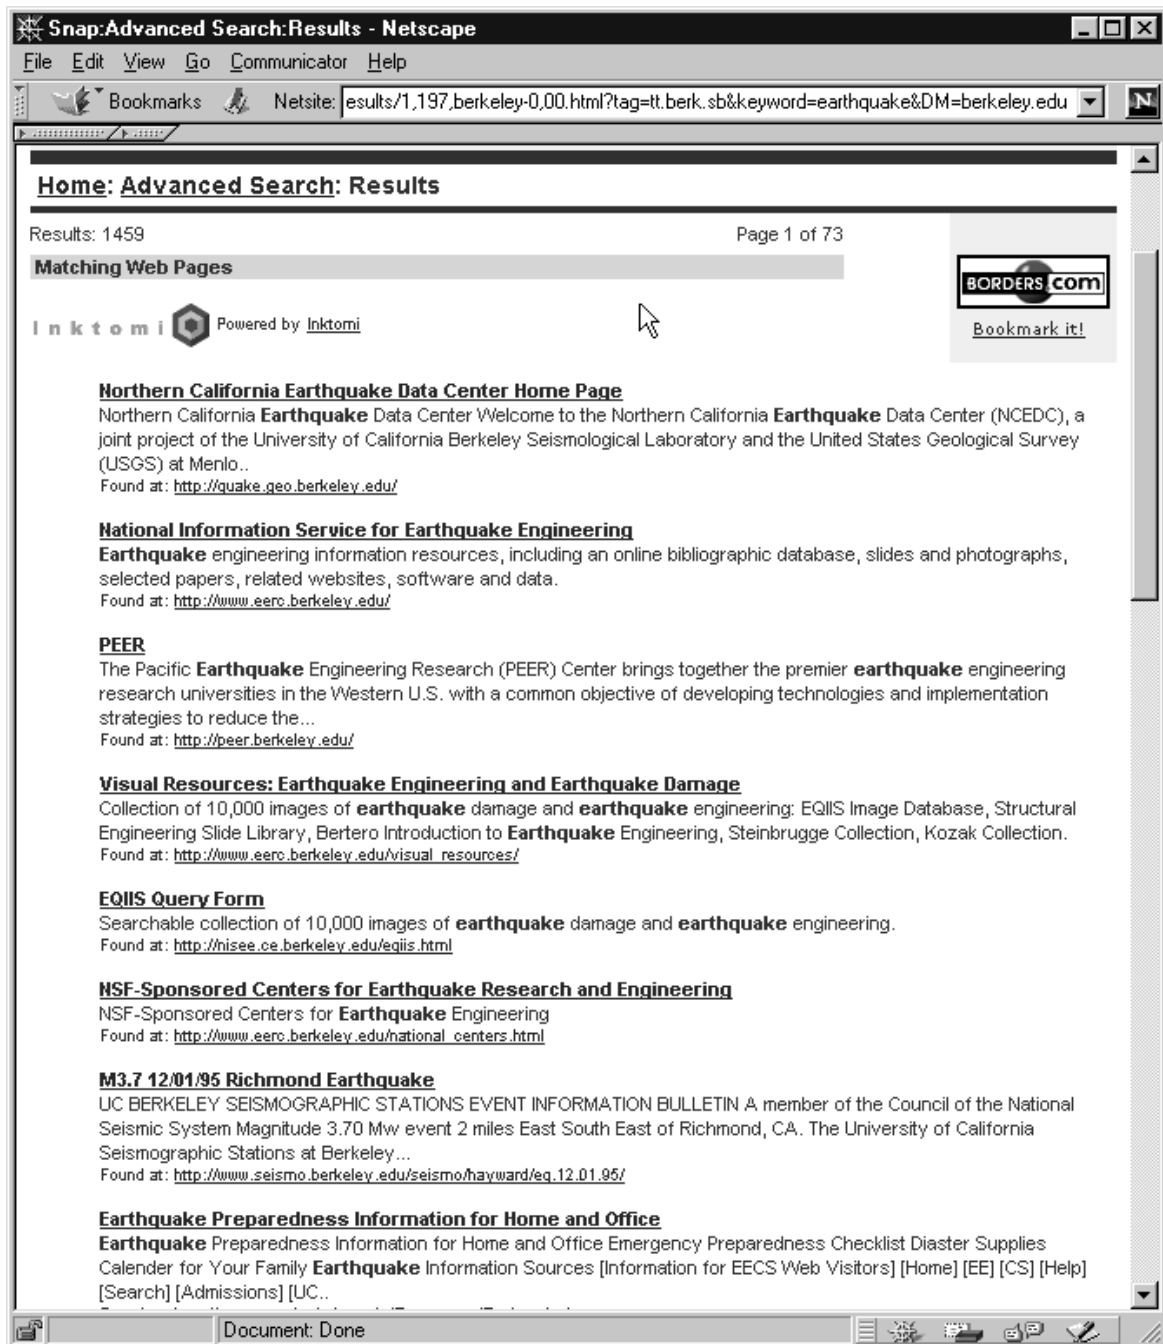 Snap:Advanced Search:Results - Netscape
File Edit View Go Communicator Help
Bookmarks Netsite: esults/1,197,berkeley-0,00.html?tag=tt.berk.sb&keyword=earthquake&DM=berkeley.edu N
Home: Advanced Search: Results
Results: 1459 Page 1 of 73
Matching Web Pages
BORDERS.com
Inktomi Powered by Inktomi
Bookmark it!
Northern California Earthquake Data Center Home Page
Northern California Earthquake Data Center Welcome to the Northern California Earthquake Data Center (NCEDC), a
joint project of the University of California Berkeley Seismological Laboratory and the United States Geological Survey
(USGS) at Menlo..
Found at: http://quake.geo.berkeley.edu/
National Information Service for Earthquake Engineering
Earthquake engineering information resources, including an online bibliographic database, slides and photographs,
selected papers, related websites, software and data.
Found at: http://www.eerc.berkeley.edu/
PEER
The Pacific Earthquake Engineering Research (PEER) Center brings together the premier earthquake engineering
research universities in the Western U.S. with a common objective of developing technologies and implementation
strategies to reduce the...
Found at: http://peer.berkeley.edu/
Visual Resources: Earthquake Engineering and Earthquake Damage
Collection of 10,000 images of earthquake damage and earthquake engineering: EQIIS Image Database, Structural
Engineering Slide Library, Bertero Introduction to Earthquake Engineering, Steinbrugge Collection, Kozak Collection.
Found at: http://www.eerc.berkeley.edu/visual_resources/
EQIIS Query Form
Searchable collection of 10,000 images of earthquake damage and earthquake engineering.
Found at: http://nisee.ce.berkeley.edu/eqiis.html
NSF-Sponsored Centers for Earthquake Research and Engineering
NSF-Sponsored Centers for Earthquake Engineering
Found at: http://www.eerc.berkeley.edu/national_centers.html
M3.7 12/01/95 Richmond Earthquake
UC BERKELEY SEISMOGRAPHIC STATIONS EVENT INFORMATION BULLETIN A member of the Council of the National
Seismic System Magnitude 3.70 Mw event 2 miles East South East of Richmond, CA. The University of California
Seismographic Stations at Berkeley...
Found at: http://www.seismo.berkeley.edu/seismo/hayward/eq.12.01.95/
Earthquake Preparedness Information for Home and Office
Earthquake Preparedness Information for Home and Office Emergency Preparedness Checklist Diaster Supplies
Calender for Your Family Earthquake Information Sources [Information for EECS Web Visitors] [Home] [EE] [CS] [Help]
[Search] [Admissions] [UC..
Document: Done